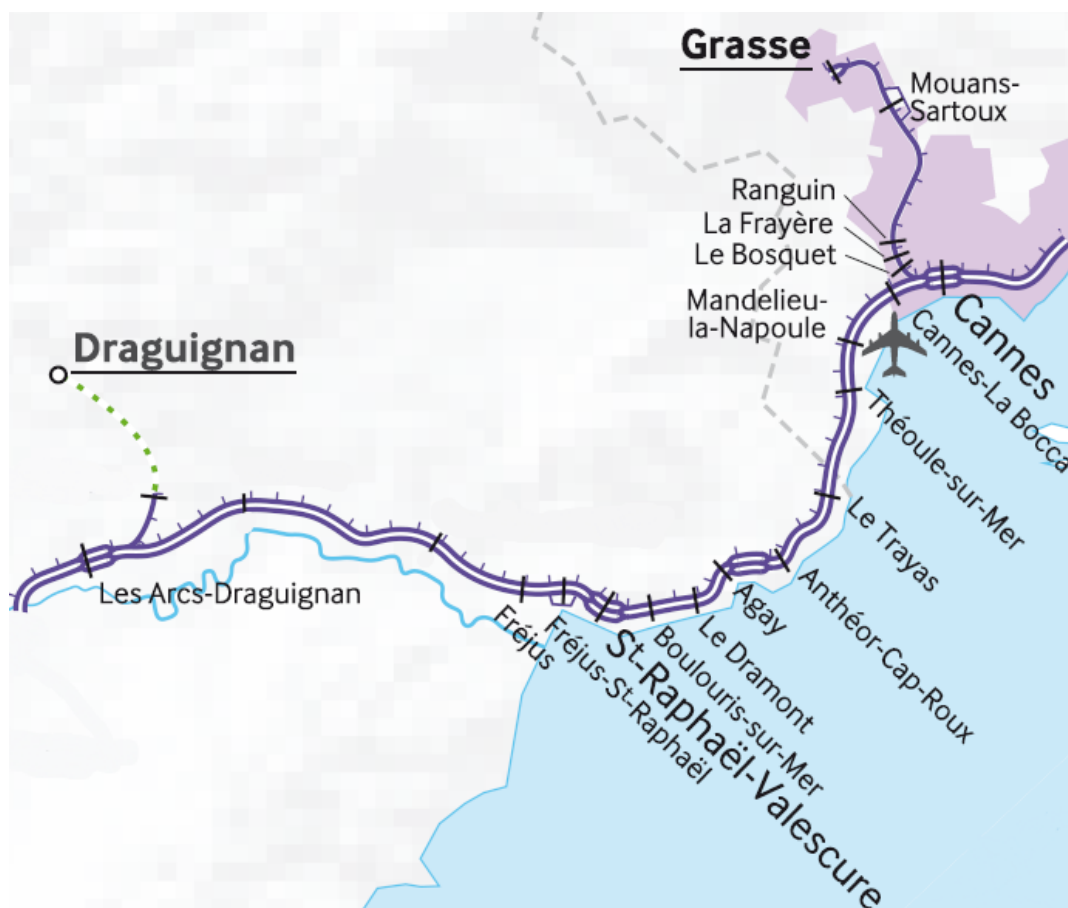 Grasse
Mouans-
Sartoux
Ranguin
La Frayère
Le Bosquet
Mandelieu-
la-Napoule
Cannes
Cannes-La Bocca
Draguignan
Théoule-sur-Mer
Le Trayas
Les Arcs-Draguignan
Anthéor-Cap-Roux
Agay
Le Dramont
Boulouris-sur-Mer
St-Raphaël-Valescure
Fréjus-St-Raphaël
Fréjus